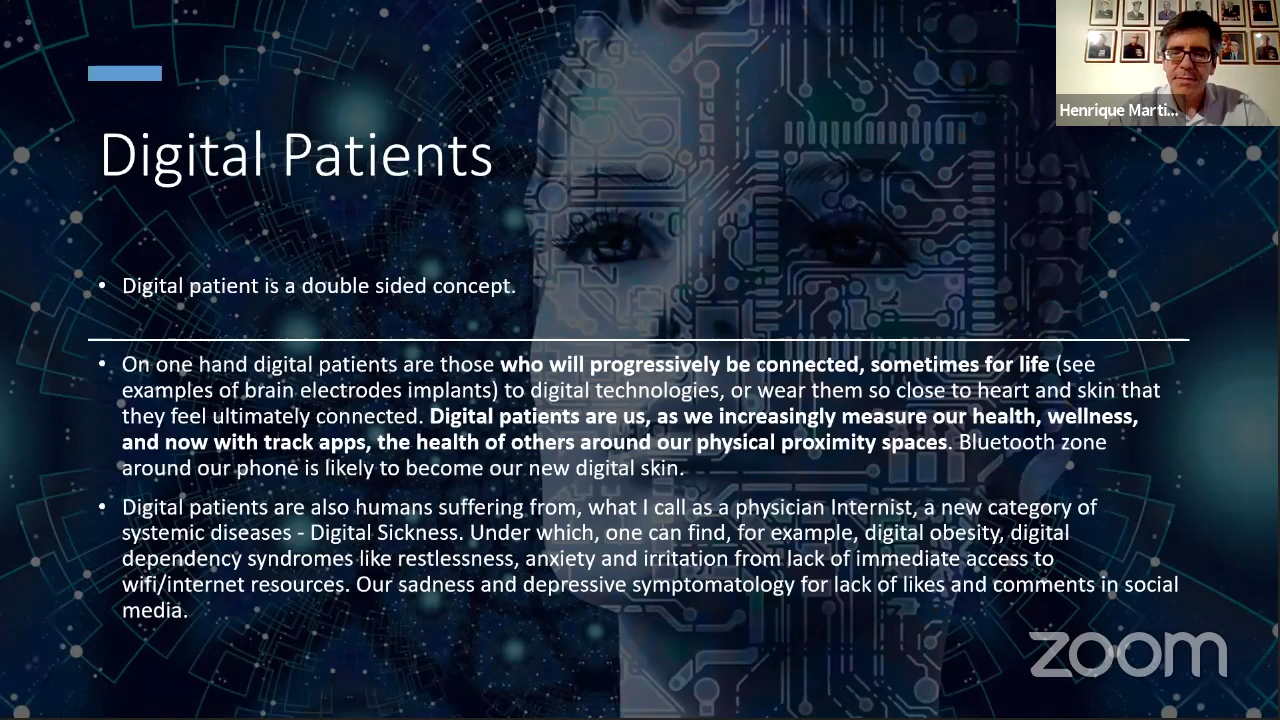 Henrique Marti...
Digital Patients
• Digital patient is a double sided concept.
• On one hand digital patients are those who will progressively be connected, sometimes for life (see
examples of brain electrodes implants) to digital technologies, or wear them so close to heart and skin that
they feel ultimately connected. Digital patients are us, as we increasingly measure our health, wellness,
and now with track apps, the health of others around our physical proximity spaces. Bluetooth zone
around our phone is likely to become our new digital skin.
• Digital patients are also humans suffering from, what I call as a physician Internist, a new category of
systemic diseases - Digital Sickness. Under which, one can find, for example, digital obesity, digital
dependency syndromes like restlessness, anxiety and irritation from lack of immediate access to
wifi/internet resources. Our sadness and depressive symptomatology for lack of likes and comments in social
media.
zoom